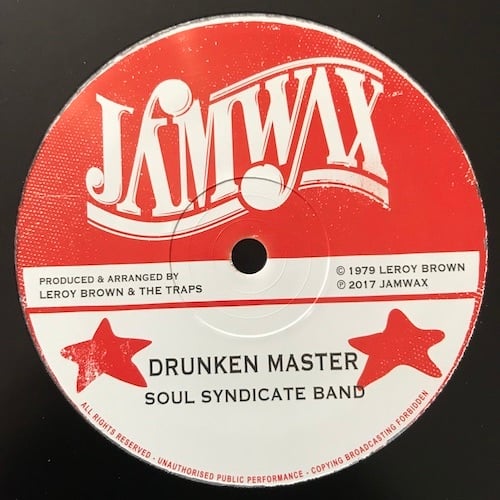 JAMWAX
PRODUCED & ARRANGED BY
LEROY BROWN & THE TRAPS
© 1979 LEROY BROWN
℗ 2017 JAMWAX
DRUNKEN MASTER
SOUL SYNDICATE BAND
ALL RIGHTS RESERVED - UNAUTHORISED PUBLIC PERFORMANCE - COPYING BROADCASTING FORBIDDEN